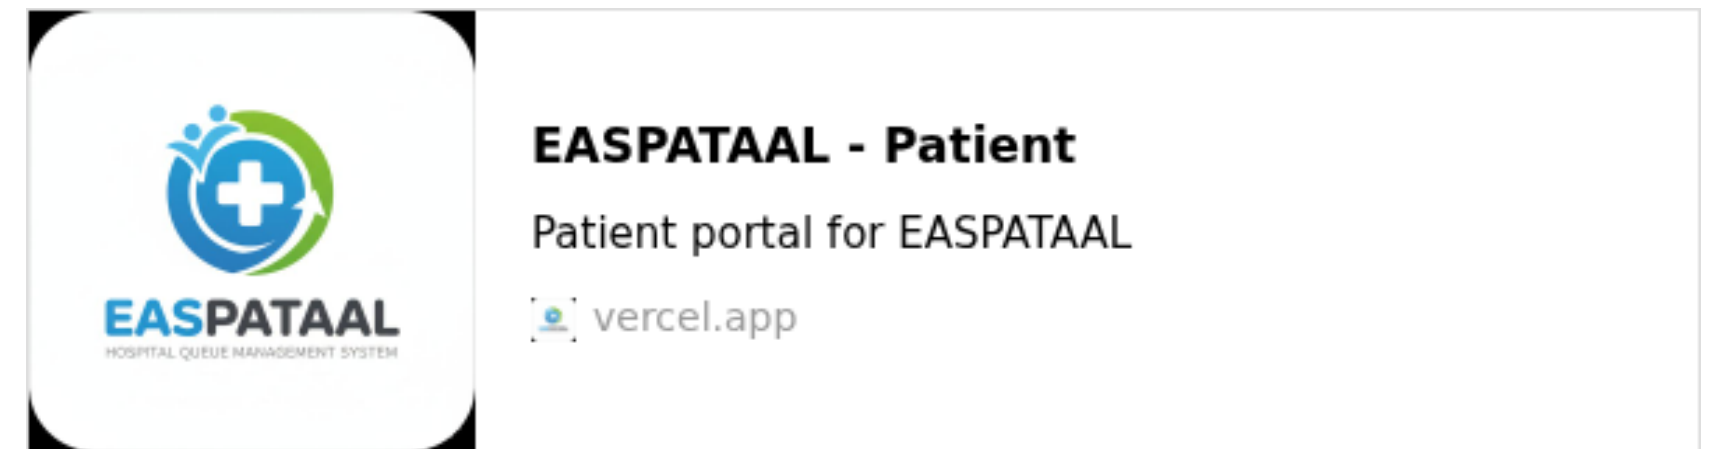 EASPATAAL
HOSPITAL QUEUE MANAGEMENT SYSTEM
EASPATAAL - Patient
Patient portal for EASPATAAL
vercel.app